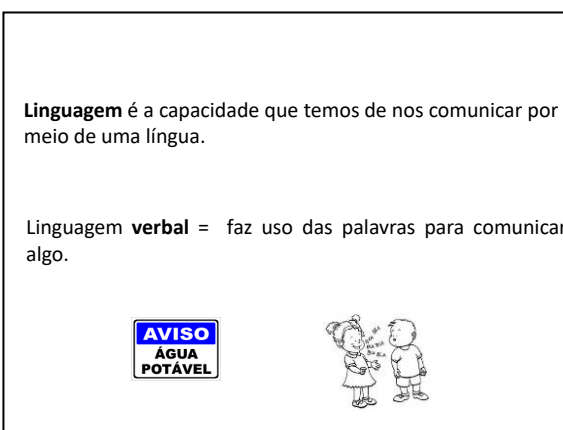 Linguagem é a capacidade que temos de nos comunicar por
meio de uma língua.
Linguagem verbal = faz uso das palavras para comunicar
algo.
AVISO
ÁGUA
POTÁVEL